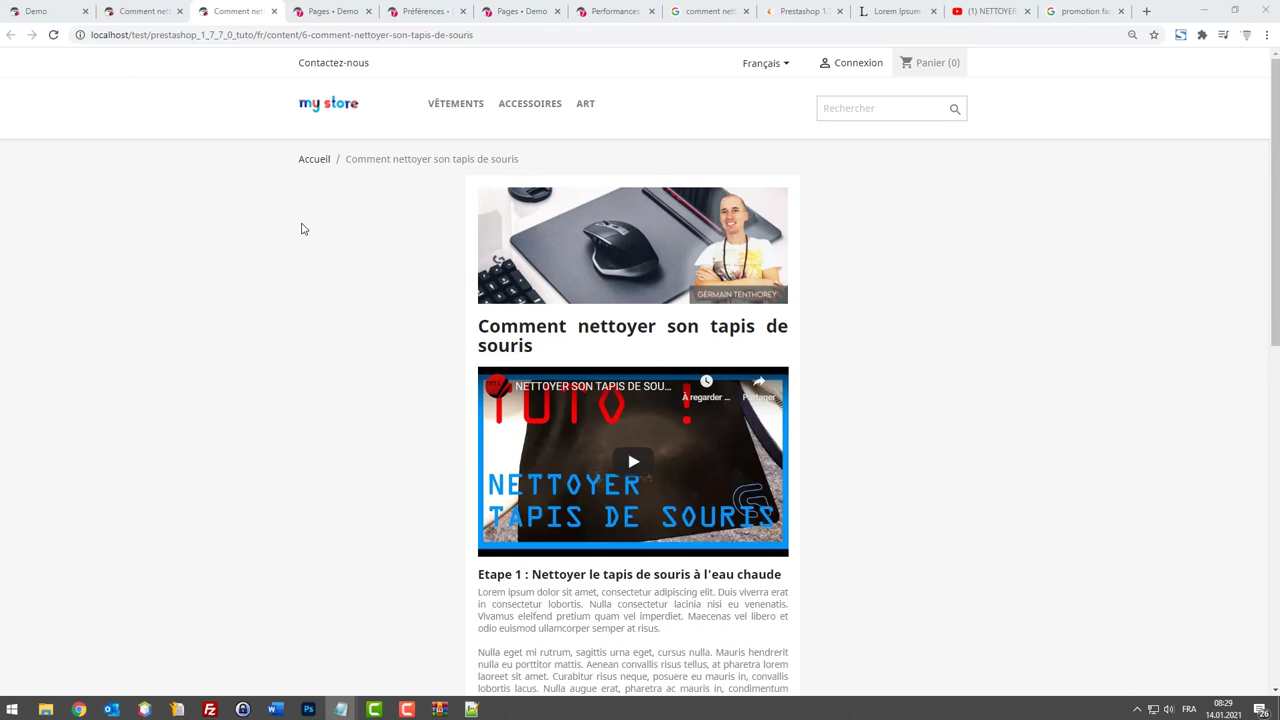 Demo
Comment nett
Comment nett
Pages • Demo
Préférences • D
Pages • Demo
Performances
comment nett
Prestashop 1.7
Lorem Ipsum
(1) NETTOYER
promotion fac
localhost/test/prestashop_1_7_7_0_tuto/fr/content/6-comment-nettoyer-son-tapis-de-souris
Contactez-nous
Français
Connexion
Panier (0)
my store
VÊTEMENTS
ACCESSOIRES
ART
Rechercher
Accueil / Comment nettoyer son tapis de souris
GERMAIN TENTHOREY
Comment nettoyer son tapis de
souris
NETTOYER SON TAPIS DE SOU...
À regarder ...
Partager
TUTO !
NETTOYER
TAPIS DE SOURIS
Etape 1 : Nettoyer le tapis de souris à l'eau chaude
Lorem ipsum dolor sit amet, consectetur adipiscing elit. Duis viverra erat
in consectetur lobortis. Nulla consectetur lacinia nisi eu venenatis.
Vivamus eleifend pretium quam vel imperdiet. Maecenas vel libero et
odio euismod ullamcorper semper at risus.
Nulla eget mi rutrum, sagittis urna eget, cursus nulla. Mauris hendrerit
nulla eu porttitor mattis. Aenean convallis risus tellus, at pharetra lorem
laoreet sit amet. Curabitur risus neque, posuere eu mauris in, convallis
lobortis lacus. Nulla augue erat, pharetra ac mauris in, condimentum
FRA
08:29
14.01.2021
26